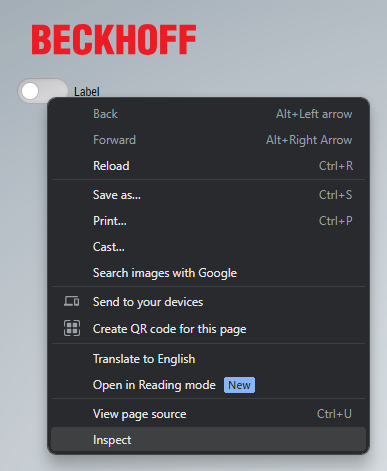 BECKHOFF
Label
Back Alt+Left arrow
Forward Alt+Right Arrow
Reload Ctrl+R
Save as... Ctrl+S
Print... Ctrl+P
Cast...
Search images with Google
Send to your devices
Create QR code for this page
Translate to English
Open in Reading mode New
View page source Ctrl+U
Inspect